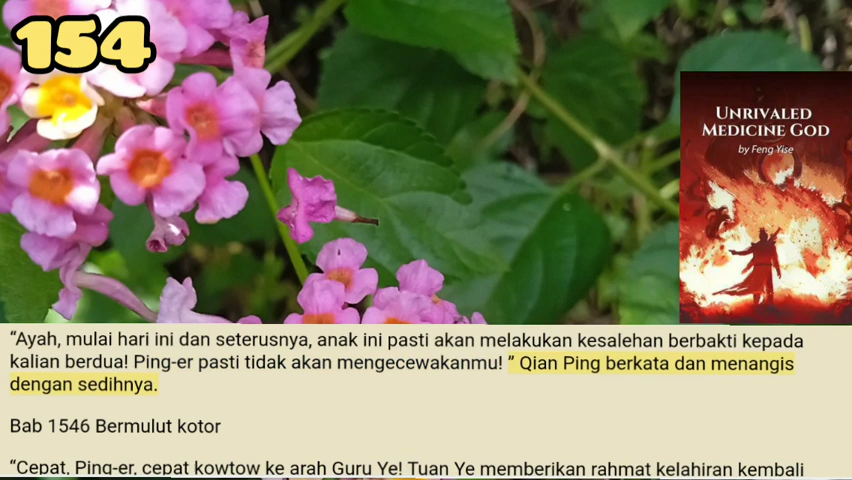 154
UNRIVALED
MEDICINE GOD
by Feng Yise
“Ayah, mulai hari ini dan seterusnya, anak ini pasti akan melakukan kesalehan berbakti kepada
kalian berdua! Ping-er pasti tidak akan mengecewakanmu! ” Qian Ping berkata dan menangis
dengan sedihnya.
Bab 1546 Bermulut kotor
“Cepat, Ping-er, cepat kowtow ke arah Guru Ye! Tuan Ye memberikan rahmat kelahiran kembali